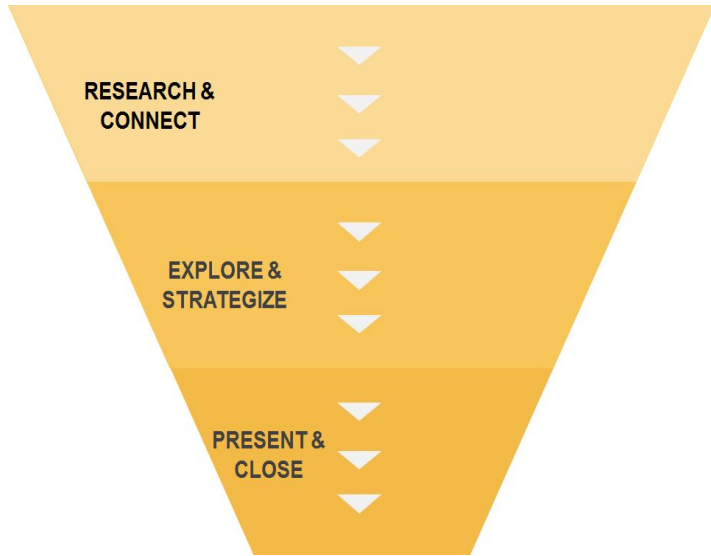 RESEARCH &
CONNECT
EXPLORE &
STRATEGIZE
PRESENT &
CLOSE